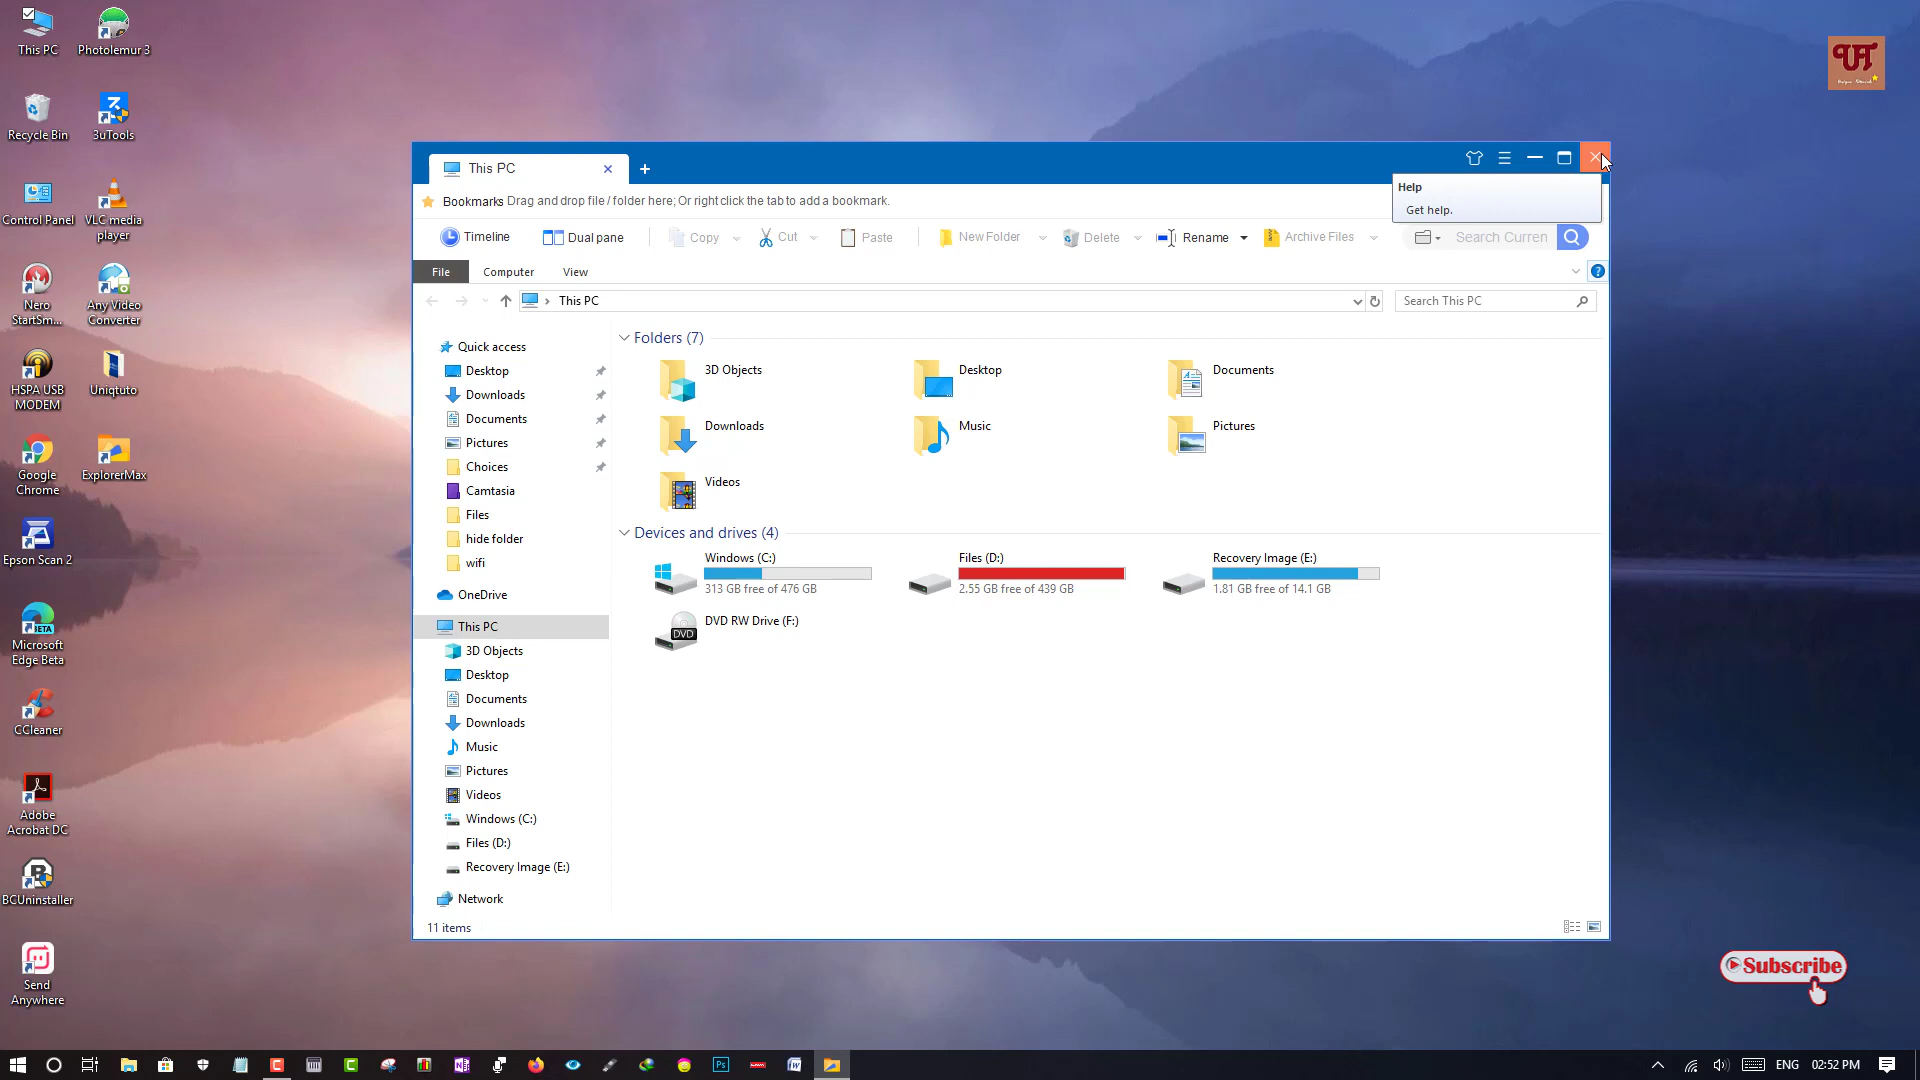 This PC
Photolemur 3
Recycle Bin
3uTools
Control Panel
VLC media
player
Nero
StartSm...
Any Video
Converter
HSPA USB
MODEM
Uniqtuto
Google
Chrome
ExplorerMax
Epson Scan 2
Microsoft
Edge Beta
CCleaner
Adobe
Acrobat DC
BCUninstaller
Send
Anywhere
UT
This PC
Help
Get help.
Bookmarks Drag and drop file / folder here; Or right click the tab to add a bookmark.
Timeline Dual pane Copy Cut Paste New Folder Delete Rename Archive Files Search Curren
File Computer View
This PC
Search This PC
Quick access
Desktop
Downloads
Documents
Pictures
Choices
Camtasia
Files
hide folder
wifi
OneDrive
This PC
3D Objects
Desktop
Documents
Downloads
Music
Pictures
Videos
Windows (C:)
Files (D:)
Recovery Image (E:)
Network
Folders (7)
3D Objects
Desktop
Documents
Downloads
Music
Pictures
Videos
Devices and drives (4)
Windows (C:)
313 GB free of 476 GB
Files (D:)
2.55 GB free of 439 GB
Recovery Image (E:)
1.81 GB free of 14.1 GB
DVD
DVD RW Drive (F:)
11 items
Subscribe
ENG 02:52 PM